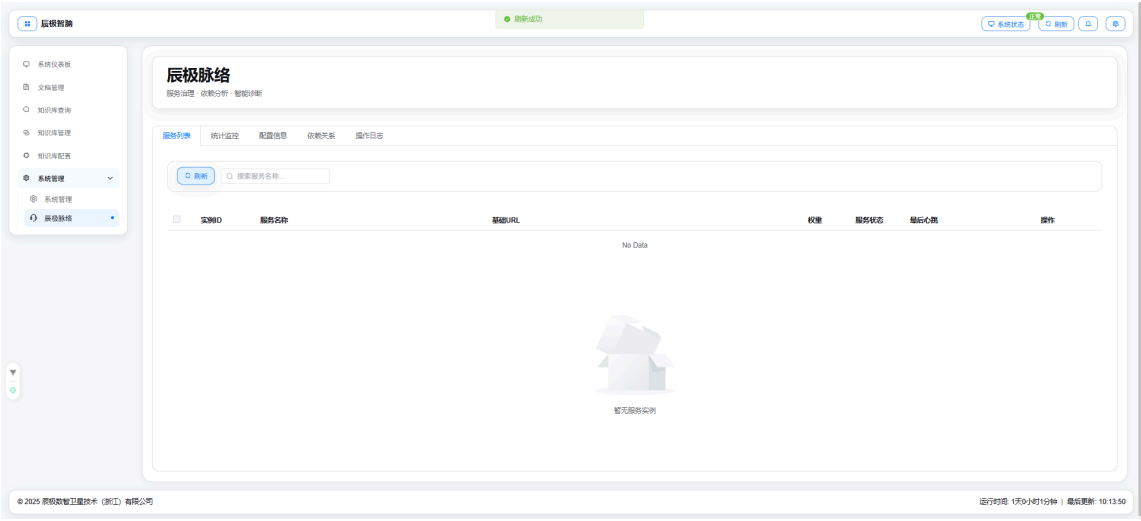 辰极智脑
刷新成功
系统状态
正常
刷新
系统仪表板
文档管理
知识库查询
知识库管理
知识库配置
系统管理
系统管理
辰极脉络
辰极脉络
服务治理 · 依赖分析 · 智能诊断
服务列表 统计监控 配置信息 依赖关系 操作日志
刷新 搜索服务名称...
实例ID 服务名称 基础URL 权重 服务状态 最后心跳 操作
No Data
暂无服务实例
© 2025 辰极数智卫星技术（浙江）有限公司
运行时间: 1天0小时1分钟 | 最后更新: 10:13:50